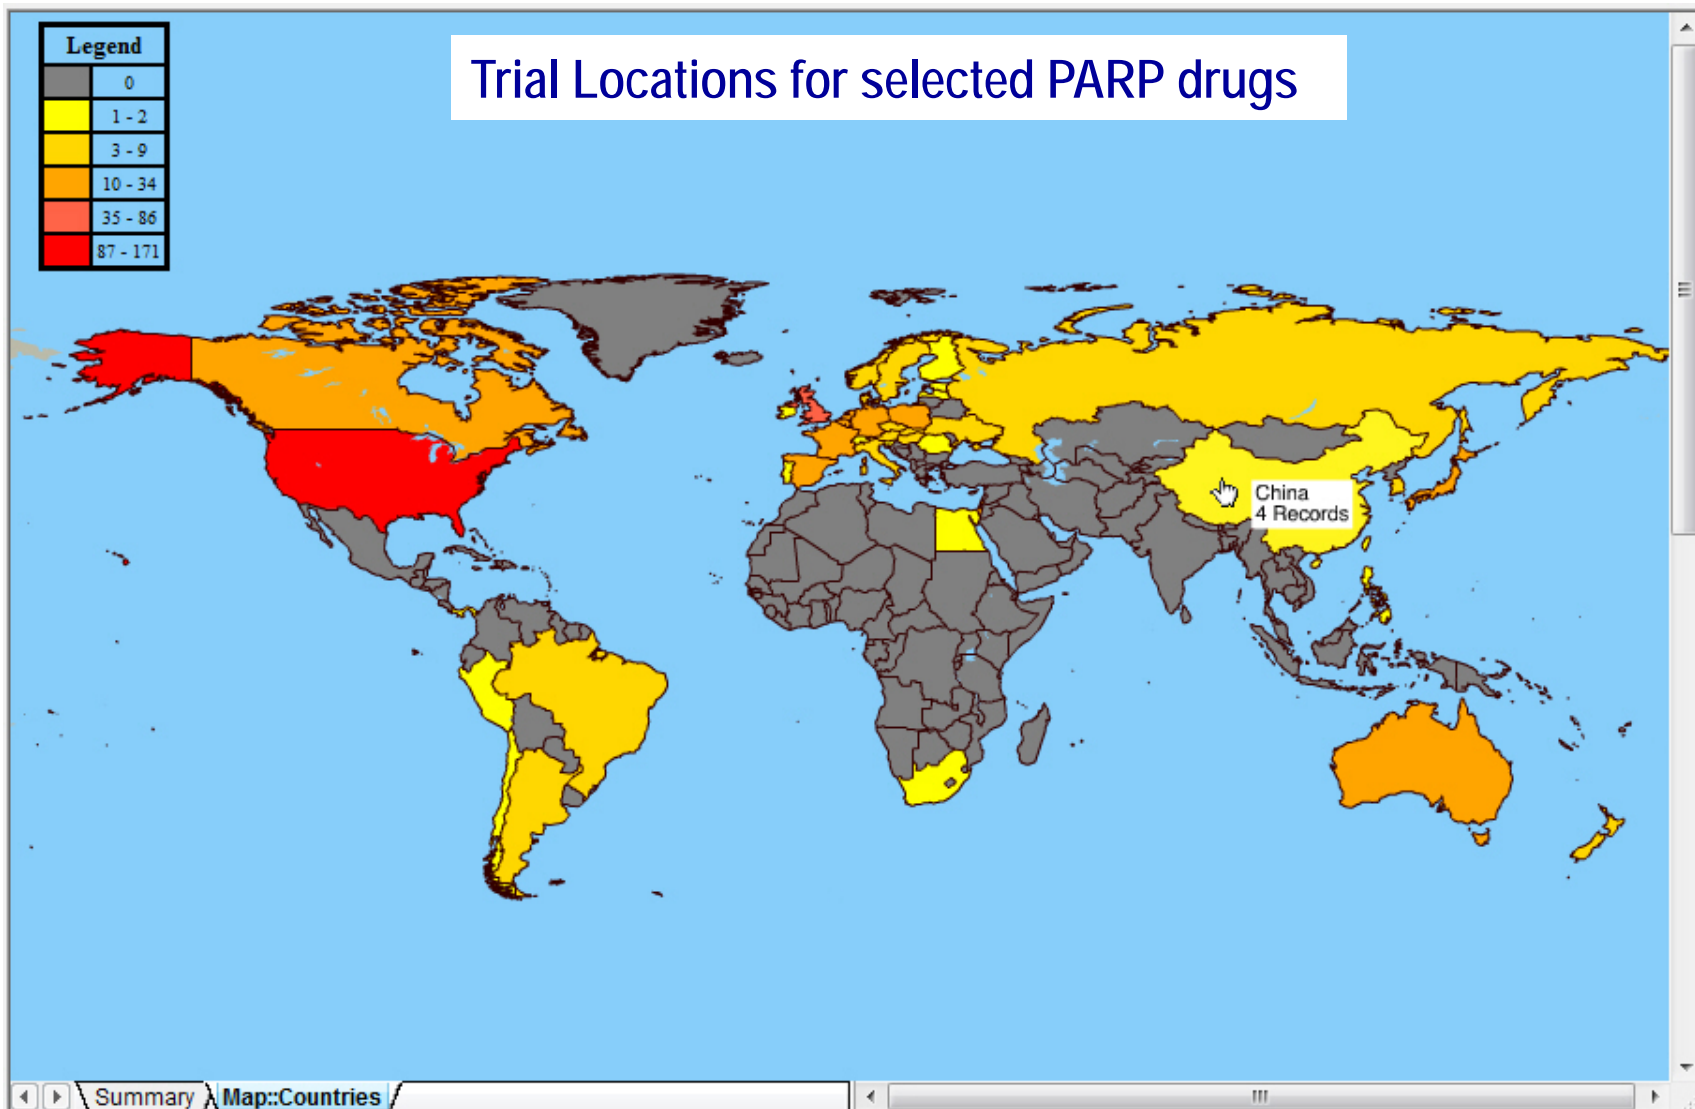 Legend
0
1 - 2
3 - 9
10 - 34
35 - 86
87 - 171
Trial Locations for selected PARP drugs
China
4 Records
Summary
Map::Countries